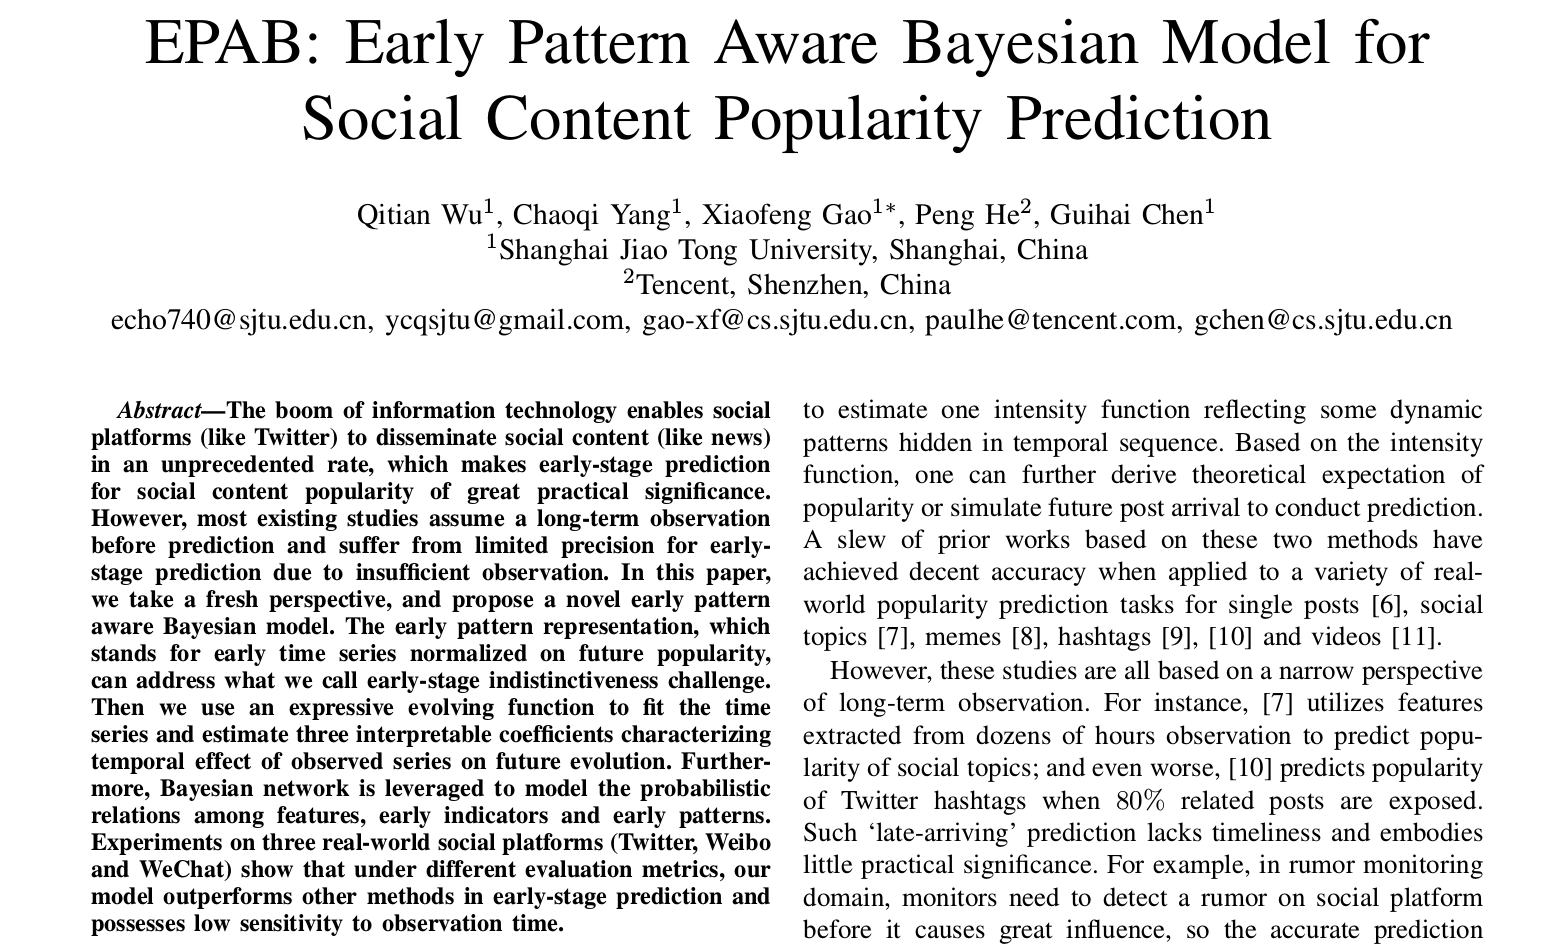 EPAB: Early Pattern Aware Bayesian Model for
Social Content Popularity Prediction
Qitian Wu¹, Chaoqi Yang¹, Xiaofeng Gao¹*, Peng He², Guihai Chen¹
¹Shanghai Jiao Tong University, Shanghai, China
²Tencent, Shenzhen, China
echo740@sjtu.edu.cn, ycqsjtu@gmail.com, gao-xf@cs.sjtu.edu.cn, paulhe@tencent.com, gchen@cs.sjtu.edu.cn
Abstract—The boom of information technology enables social
platforms (like Twitter) to disseminate social content (like news)
in an unprecedented rate, which makes early-stage prediction
for social content popularity of great practical significance.
However, most existing studies assume a long-term observation
before prediction and suffer from limited precision for early-
stage prediction due to insufficient observation. In this paper,
we take a fresh perspective, and propose a novel early pattern
aware Bayesian model. The early pattern representation, which
stands for early time series normalized on future popularity,
can address what we call early-stage indistinctiveness challenge.
Then we use an expressive evolving function to fit the time
series and estimate three interpretable coefficients characterizing
temporal effect of observed series on future evolution. Further-
more, Bayesian network is leveraged to model the probabilistic
relations among features, early indicators and early patterns.
Experiments on three real-world social platforms (Twitter, Weibo
and WeChat) show that under different evaluation metrics, our
model outperforms other methods in early-stage prediction and
possesses low sensitivity to observation time.
to estimate one intensity function reflecting some dynamic
patterns hidden in temporal sequence. Based on the intensity
function, one can further derive theoretical expectation of
popularity or simulate future post arrival to conduct prediction.
A slew of prior works based on these two methods have
achieved decent accuracy when applied to a variety of real-
world popularity prediction tasks for single posts [6], social
topics [7], memes [8], hashtags [9], [10] and videos [11].
However, these studies are all based on a narrow perspective
of long-term observation. For instance, [7] utilizes features
extracted from dozens of hours observation to predict popu-
larity of social topics; and even worse, [10] predicts popularity
of Twitter hashtags when 80% related posts are exposed.
Such ‘late-arriving’ prediction lacks timeliness and embodies
little practical significance. For example, in rumor monitoring
domain, monitors need to detect a rumor on social platform
before it causes great influence, so the accurate prediction